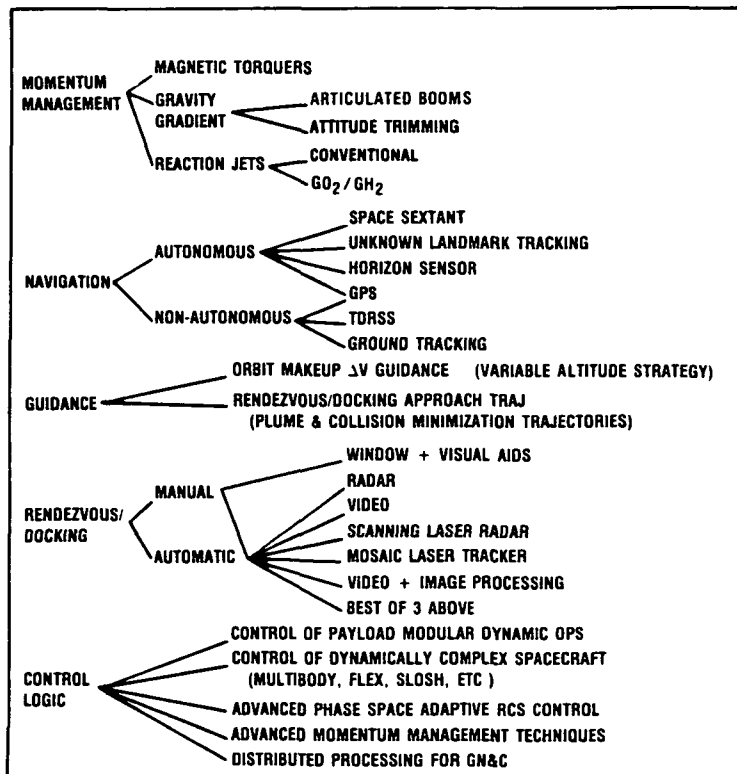 MOMENTUM
MANAGEMENT
MAGNETIC TORQUERS
GRAVITY
GRADIENT
ARTICULATED BOOMS
ATTITUDE TRIMMING
REACTION JETS
CONVENTIONAL
GO₂/GH₂
NAVIGATION
AUTONOMOUS
SPACE SEXTANT
UNKNOWN LANDMARK TRACKING
HORIZON SENSOR
GPS
NON-AUTONOMOUS
TDRSS
GROUND TRACKING
GUIDANCE
ORBIT MAKEUP ΔV GUIDANCE (VARIABLE ALTITUDE STRATEGY)
RENDEZVOUS/DOCKING APPROACH TRAJ
(PLUME & COLLISION MINIMIZATION TRAJECTORIES)
RENDEZVOUS/
DOCKING
MANUAL
WINDOW + VISUAL AIDS
RADAR
VIDEO
AUTOMATIC
SCANNING LASER RADAR
MOSAIC LASER TRACKER
VIDEO + IMAGE PROCESSING
BEST OF 3 ABOVE
CONTROL
LOGIC
CONTROL OF PAYLOAD MODULAR DYNAMIC OPS
CONTROL OF DYNAMICALLY COMPLEX SPACECRAFT
(MULTIBODY, FLEX, SLOSH, ETC )
ADVANCED PHASE SPACE ADAPTIVE RCS CONTROL
ADVANCED MOMENTUM MANAGEMENT TECHNIQUES
DISTRIBUTED PROCESSING FOR GN&C